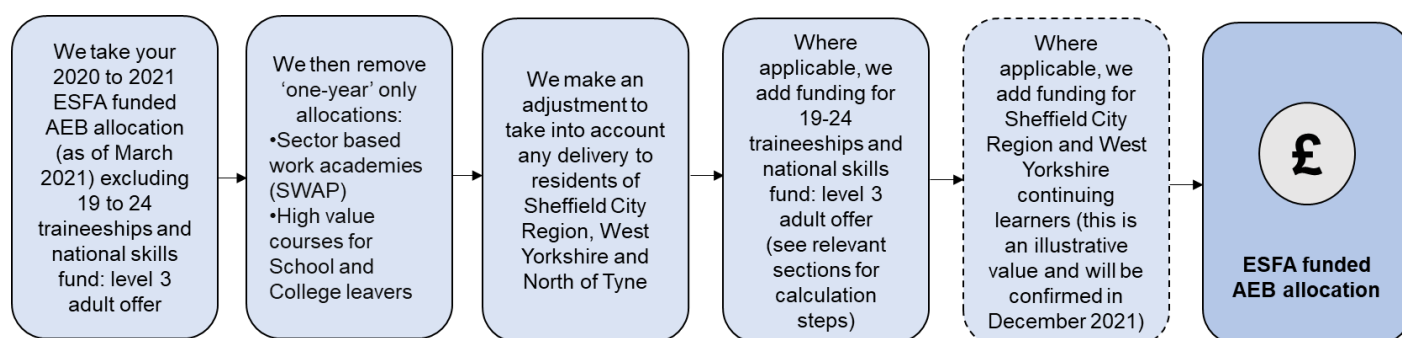 We take your
2020 to 2021
ESFA funded
AEB allocation
(as of March
2021) excluding
19 to 24
traineeships and
national skills
fund: level 3
adult offer
We then remove
‘one-year’ only
allocations:
•Sector based
work academies
(SWAP)
•High value
courses for
School and
College leavers
We make an
adjustment to
take into account
any delivery to
residents of
Sheffield City
Region, West
Yorkshire and
North of Tyne
Where
applicable, we
add funding for
19-24
traineeships and
national skills
fund: level 3
adult offer
(see relevant
sections for
calculation
steps)
Where
applicable, we
add funding for
Sheffield City
Region and West
Yorkshire
continuing
learners (this is
an illustrative
value and will be
confirmed in
December 2021)
£
ESFA funded
AEB allocation